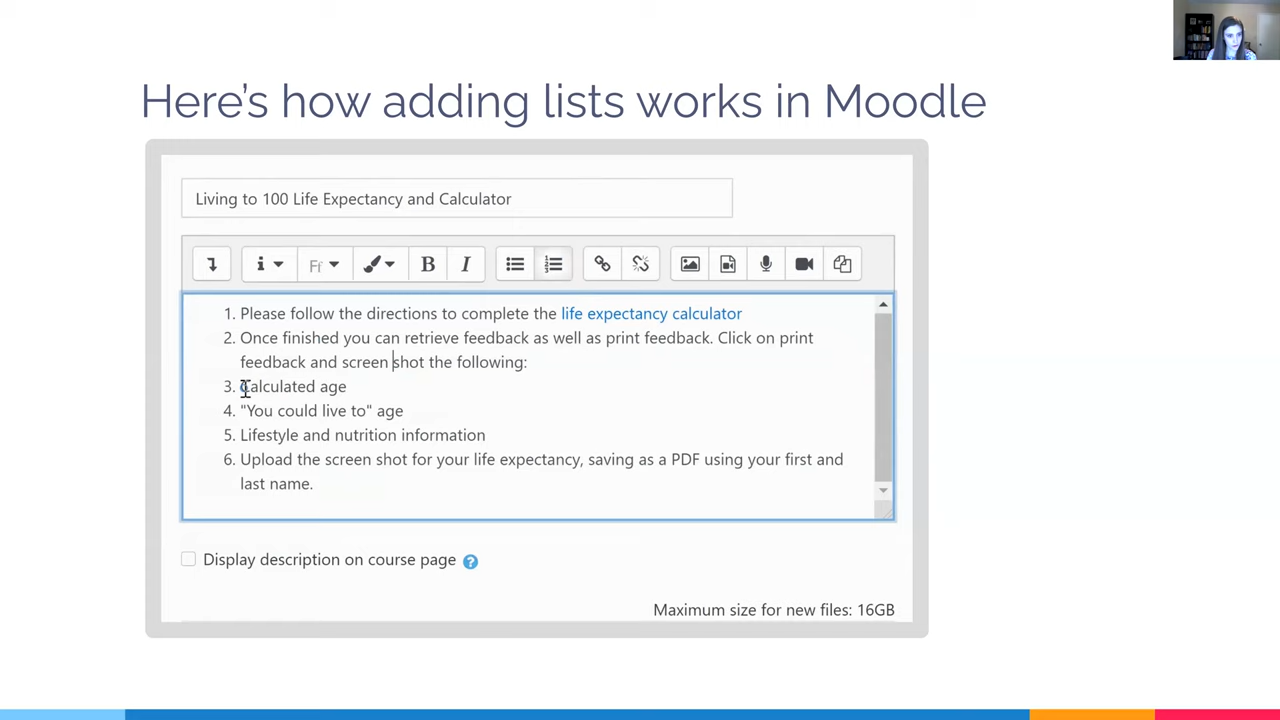 Here's how adding lists works in Moodle
Living to 100 Life Expectancy and Calculator
1. Please follow the directions to complete the life expectancy calculator
2. Once finished you can retrieve feedback as well as print feedback. Click on print
feedback and screen shot the following:
3. Calculated age
4. "You could live to" age
5. Lifestyle and nutrition information
6. Upload the screen shot for your life expectancy, saving as a PDF using your first and
last name.
Display description on course page
Maximum size for new files: 16GB